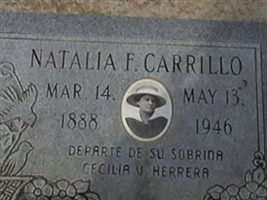 NATALIA F. CARRILLO
MAR 14. MAY 13.
1888 1946
DEPARTE DE SU SOBRINA
CECILIA V HERRERA